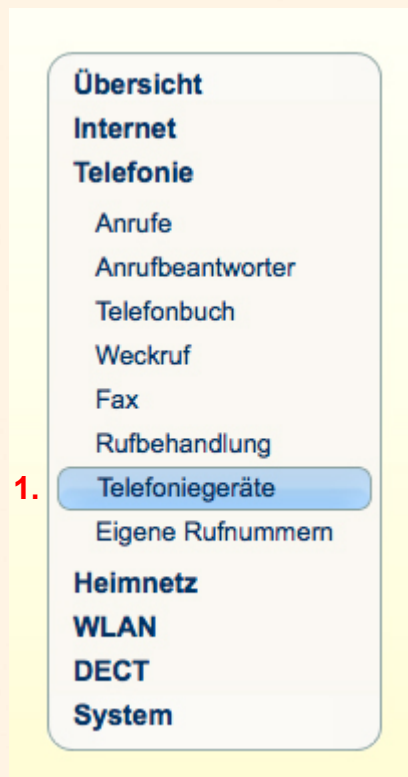 Übersicht
Internet
Telefonie
Anrufe
Anrufbeantworter
Telefonbuch
Weckruf
Fax
Rufbehandlung
1. Telefoniegeräte
Eigene Rufnummern
Heimnetz
WLAN
DECT
System